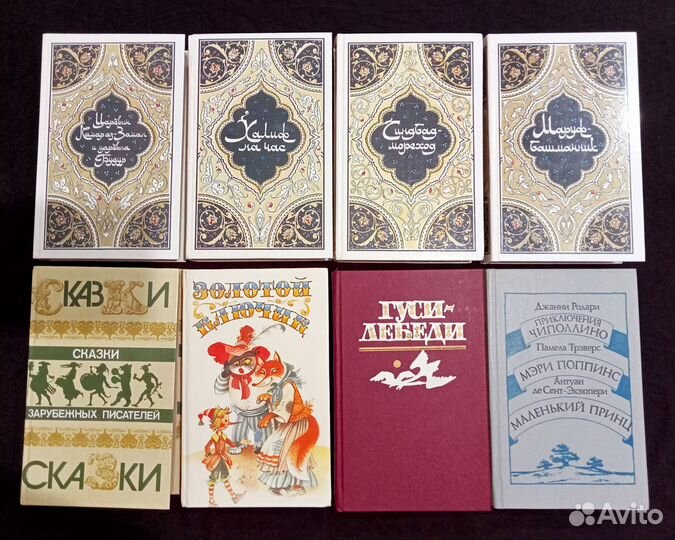 Царевич
Камар аз-Заман
и царевна
Будур
Халиф
на час
Синдбад-
мореход
Маруф-
башмачник
СКАЗКИ
СКАЗКИ
ЗАРУБЕЖНЫХ ПИСАТЕЛЕЙ
СКАЗКИ
ЗОЛОТОЙ
КЛЮЧИК
ГУСИ-
ЛЕБЕДИ
Джанни Родари
ПРИКЛЮЧЕНИЯ
ЧИПОЛЛИНО
Памела Трэверс
МЭРИ ПОППИНС
Антуан
де Сент-Экзюпери
МАЛЕНЬКИЙ ПРИНЦ
Avito